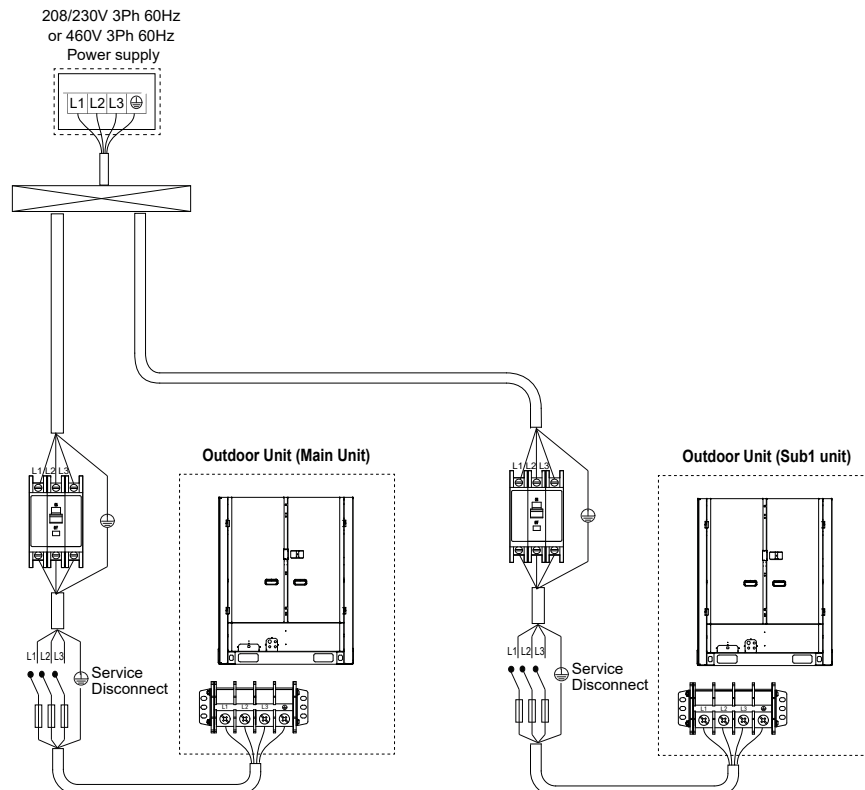 208/230V 3Ph 60Hz
or 460V 3Ph 60Hz
Power supply
L1 L2 L3
Outdoor Unit (Main Unit)
L1 L2 L3
L1 L2 L3
Service
Disconnect
L1 L2 L3
Outdoor Unit (Sub1 unit)
L1 L2 L3
L1 L2 L3
Service
Disconnect
L1 L2 L3